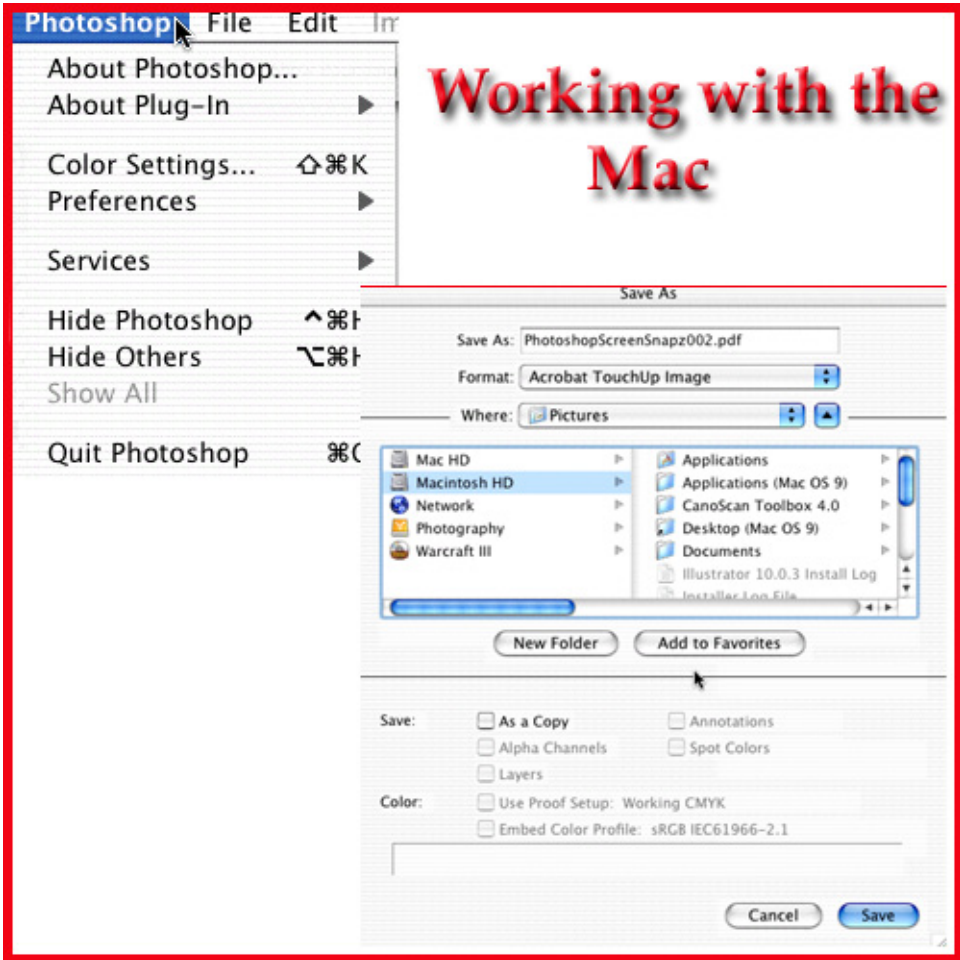 Photoshop File Edit Im
About Photoshop...
About Plug-In
Color Settings... ⇧⌘K
Preferences
Services
Hide Photoshop ^⌘H
Hide Others ⌥⌘H
Show All
Quit Photoshop
Working with the
Mac
Save As
Save As: PhotoshopScreenSnapz002.pdf
Format: Acrobat TouchUp Image
Where: Pictures
Mac HD
Macintosh HD
Network
Photography
Warcraft III
Applications
Applications (Mac OS 9)
CanoScan Toolbox 4.0
Desktop (Mac OS 9)
Documents
Illustrator 10.0.3 Install Log
Installer Log File
New Folder Add to Favorites
Save: As a Copy Annotations
Alpha Channels Spot Colors
Layers
Color: Use Proof Setup: Working CMYK
Embed Color Profile: sRGB IEC61966-2.1
Cancel Save